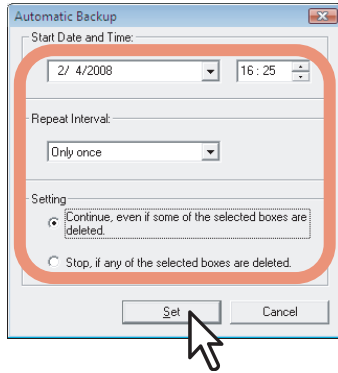 Automatic Backup
Start Date and Time:
2/ 4/2008
16 : 25
Repeat Interval:
Only once
Setting
Continue, even if some of the selected boxes are
deleted.
Stop, if any of the selected boxes are deleted.
Set
Cancel